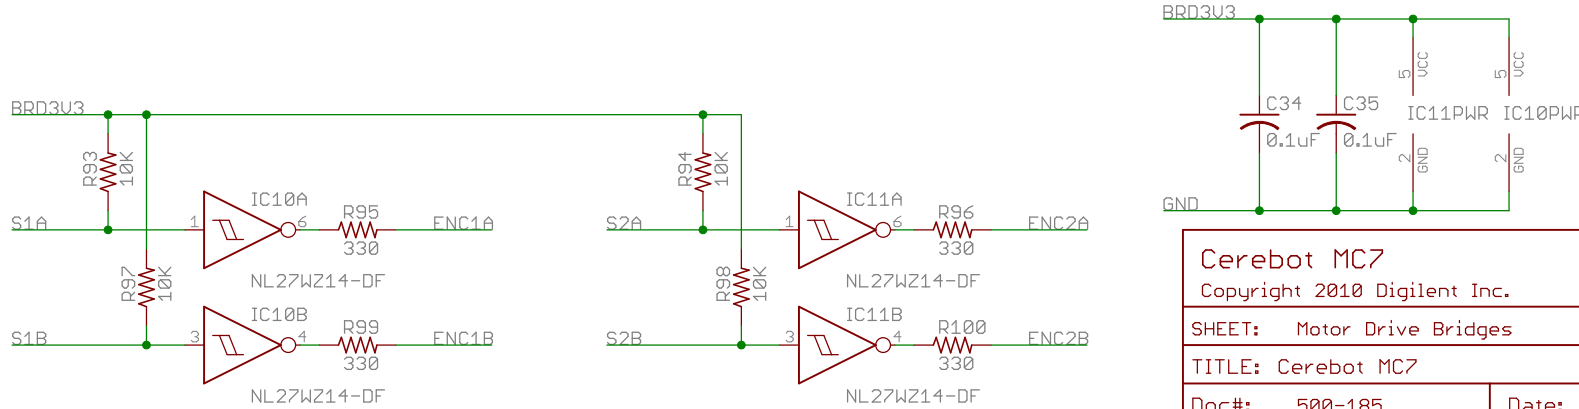 BRD3V3
R93
10K
R97
10K
S1A
1
IC10A
6
R95
330
ENC1A
NL27WZ14-DF
S1B
3
IC10B
4
R99
330
ENC1B
NL27WZ14-DF
R94
10K
R98
10K
S2A
1
IC11A
6
R96
330
ENC2A
NL27WZ14-DF
S2B
3
IC11B
4
R100
330
ENC2B
NL27WZ14-DF
BRD3V3
C34
0.1uF
C35
0.1uF
5
VCC
IC11PWR
2
GND
5
VCC
IC10PWR
2
GND
GND
Cerebot MC7
Copyright 2010 Digilent Inc.
SHEET: Motor Drive Bridges
TITLE: Cerebot MC7
Doc#: 500-185
Date: